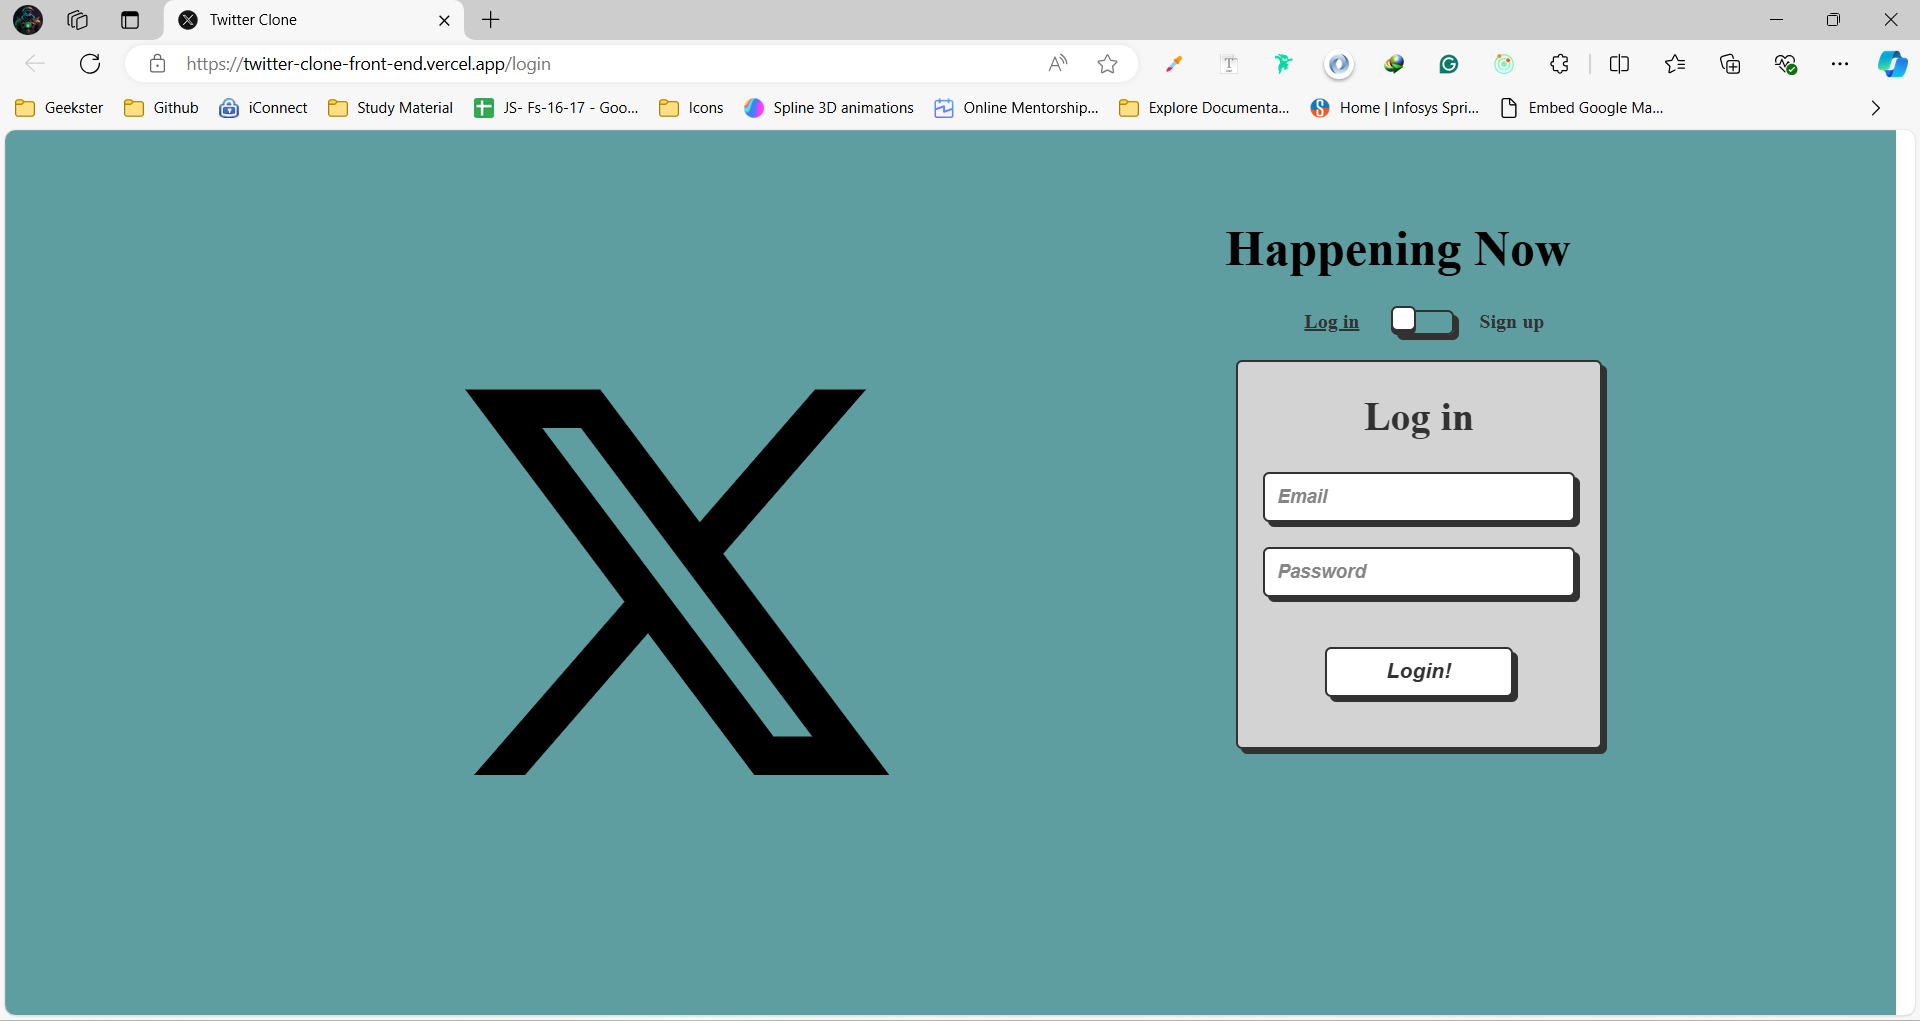 Twitter Clone
https://twitter-clone-front-end.vercel.app/login
Geekster Github iConnect Study Material JS- Fs-16-17 - Goo... Icons Spline 3D animations Online Mentorship... Explore Documenta... Home | Infosys Spri... Embed Google Ma...
Happening Now
Log in Sign up
Log in
Email
Password
Login!